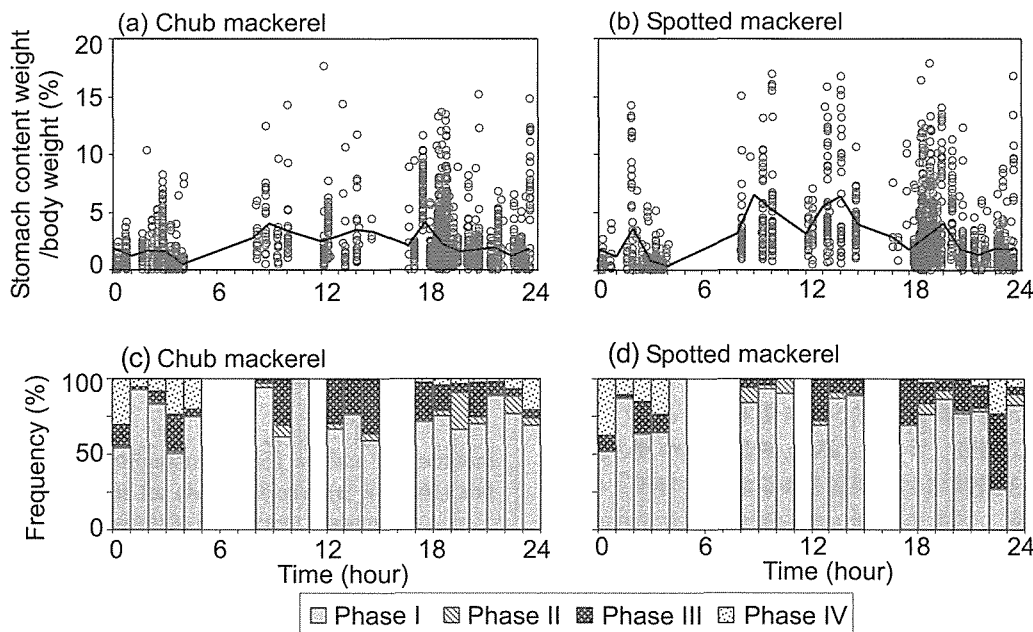 (a) Chub mackerel
(b) Spotted mackerel
Stomach content weight
/body weight (%)
20
15
10
5
0
0 6 12 18 24
0 6 12 18 24
(c) Chub mackerel
(d) Spotted mackerel
Frequency (%)
100
50
0
0 6 12 18 24
0 6 12 18 24
Time (hour)
Time (hour)
Phase I Phase II Phase III Phase IV